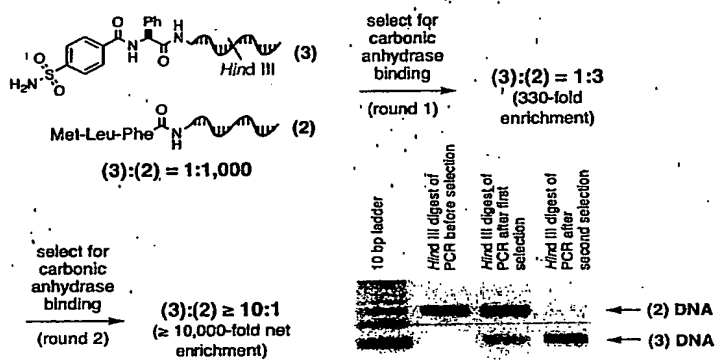 Ph
O
H
N
N
H
O
(3)
Hind III
O
S
O
H2N
O
Met-Leu-Phe
N
H
(2)
(3):(2) = 1:1,000
select for
carbonic
anhydrase
binding
(round 1)
(3):(2) = 1:3
(330-fold
enrichment)
10 bp ladder
Hind III digest of
PCR before selection
Hind III digest of
PCR after first
selection
Hind III digest of
PCR after
second selection
select for
carbonic
anhydrase
binding
(round 2)
(3):(2) ≥ 10:1
(≥ 10,000-fold net
enrichment)
(2) DNA
(3) DNA